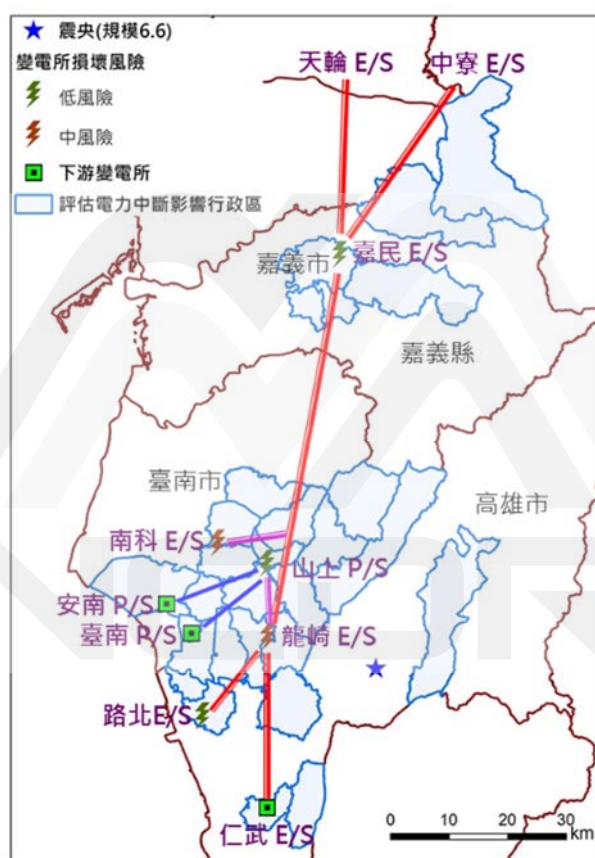 震央(規模6.6)
變電所損壞風險
低風險
中風險
下游變電所
評估電力中斷影響行政區
天輪 E/S
中寮 E/S
嘉義市
嘉民 E/S
嘉義縣
臺南市
高雄市
南科 E/S
山上 P/S
安南 P/S
臺南 P/S
龍崎 E/S
路北E/S
仁武 E/S
0 10 20 30
km
NCDR